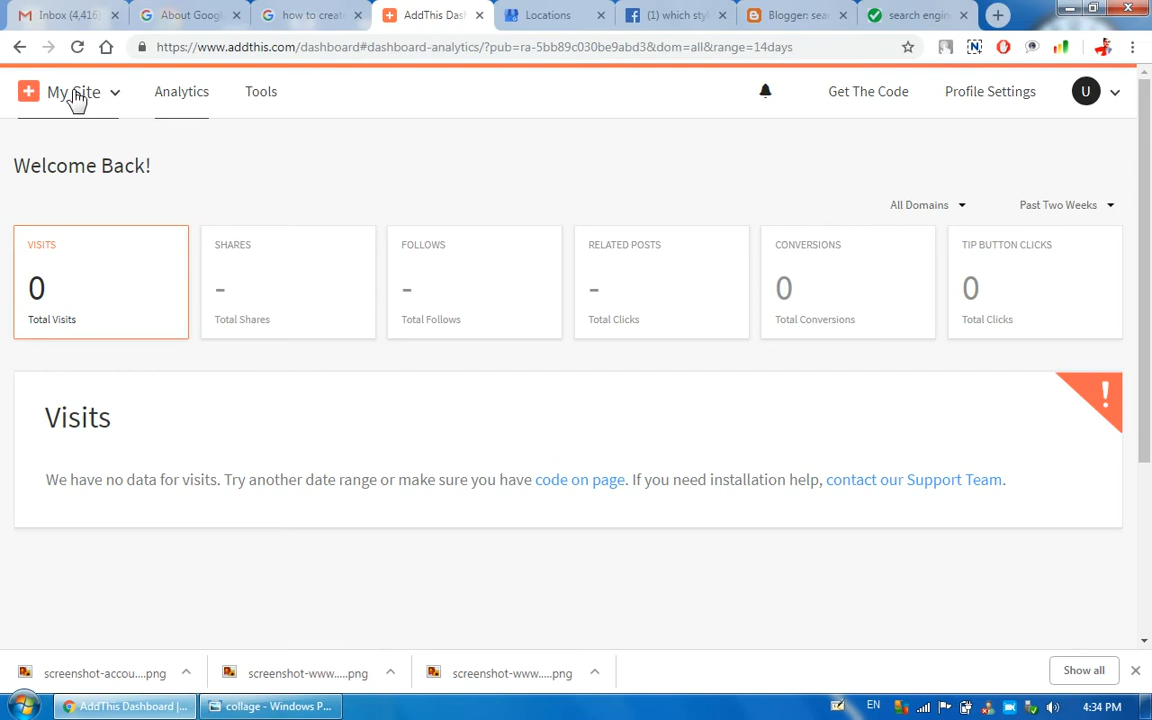 Inbox (4,416)
About Googl
how to create
AddThis Das
Locations
(1) which styl
Blogger: sear
search engin
https://www.addthis.com/dashboard#dashboard-analytics/?pub=ra-5bb89c030be9abd3&dom=all&range=14days
My Site
Analytics
Tools
Get The Code
Profile Settings
U
Welcome Back!
All Domains
Past Two Weeks
VISITS
0
Total Visits
SHARES
-
Total Shares
FOLLOWS
-
Total Follows
RELATED POSTS
-
Total Clicks
CONVERSIONS
0
Total Conversions
TIP BUTTON CLICKS
0
Total Clicks
Visits
!
We have no data for visits. Try another date range or make sure you have code on page. If you need installation help, contact our Support Team.
screenshot-accou....png
screenshot-www.....png
screenshot-www.....png
Show all
AddThis Dashboard |...
collage - Windows P...
EN
4:34 PM